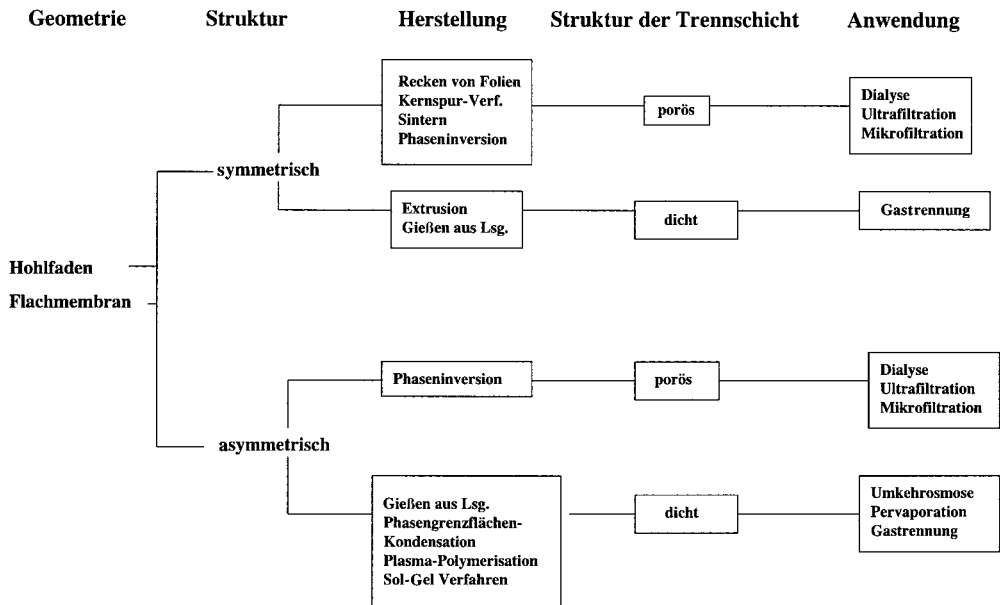 Geometrie Struktur Herstellung Struktur der Trennschicht Anwendung
Recken von Folien
Kernspur-Verf.
Sintern
Phaseninversion
porös
Dialyse
Ultrafiltration
Mikrofiltration
symmetrisch
Extrusion
Gießen aus Lsg.
dicht
Gastrennung
Hohlfaden
Flachmembran
Phaseninversion
porös
Dialyse
Ultrafiltration
Mikrofiltration
asymmetrisch
Gießen aus Lsg.
Phasengrenzflächen-
Kondensation
Plasma-Polymerisation
Sol-Gel Verfahren
dicht
Umkehrosmose
Pervaporation
Gastrennung